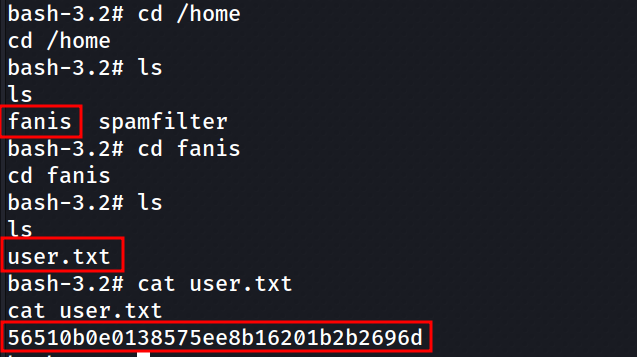 bash-3.2# cd /home
cd /home
bash-3.2# ls
ls
fanis  spamfilter
bash-3.2# cd fanis
cd fanis
bash-3.2# ls
ls
user.txt
bash-3.2# cat user.txt
cat user.txt
56510b0e0138575ee8b16201b2b2696d